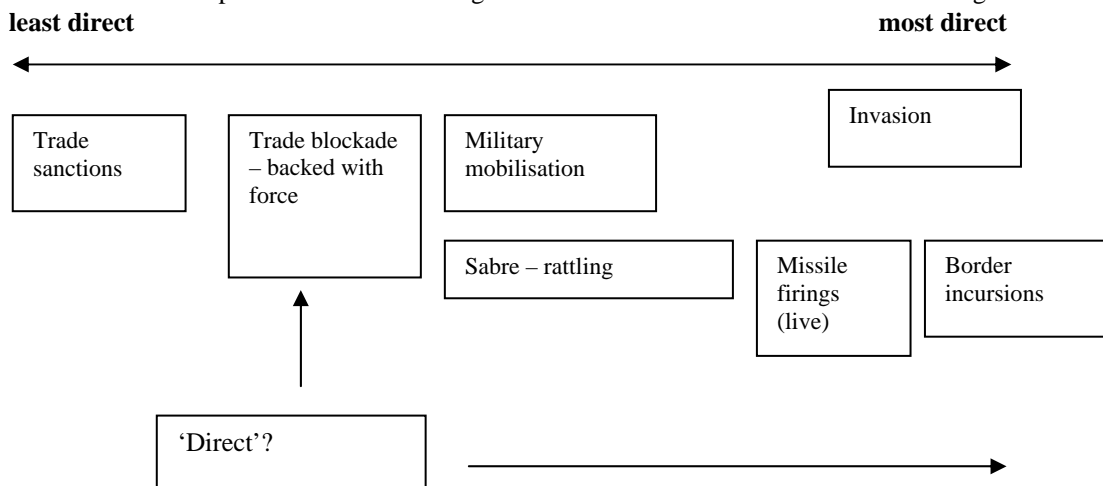 least direct
most direct
Invasion
Trade
sanctions
Trade blockade
– backed with
force
Military
mobilisation
Sabre – rattling
Missile
firings
(live)
Border
incursions
‘Direct’?